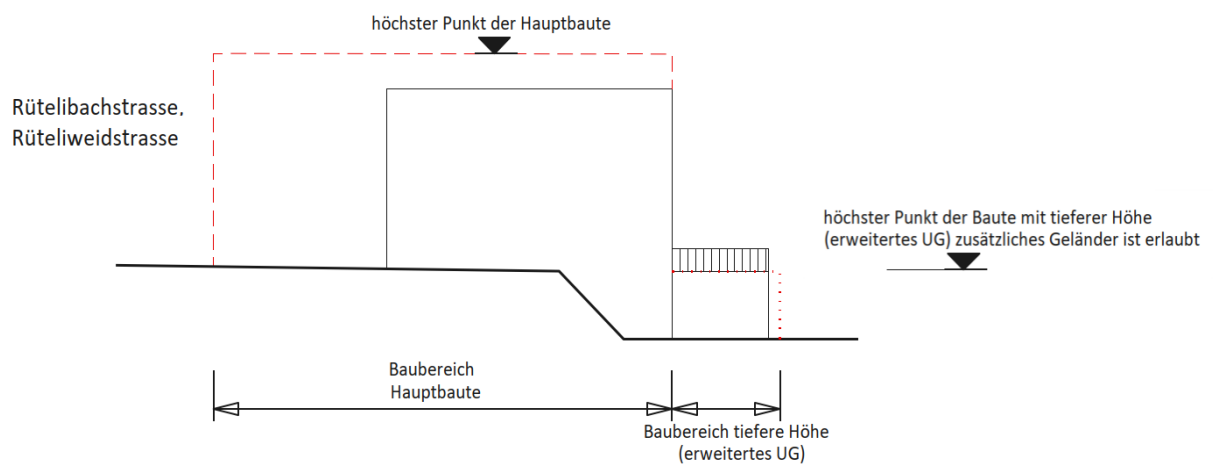 höchster Punkt der Hauptbaute
Rütelibachstrasse,
Rüteliweidstrasse
höchster Punkt der Baute mit tieferer Höhe
(erweitertes UG) zusätzliches Geländer ist erlaubt
Baubereich
Hauptbaute
Baubereich tiefere Höhe
(erweitertes UG)